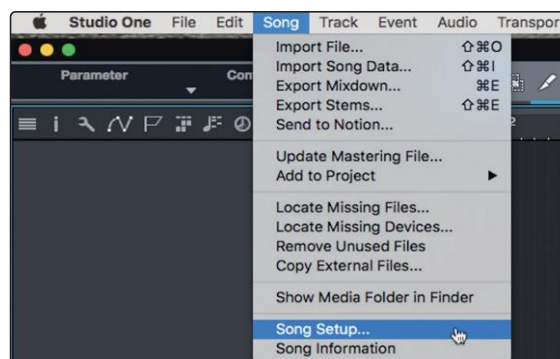 Studio One File Edit Song Track Event Audio Transpor
Parameter
Import File... ⇧⌘O
Import Song Data... ⇧⌘I
Export Mixdown... ⌘E
Export Stems... ⇧⌘E
Send to Notion...
Update Mastering File...
Add to Project ▶
Locate Missing Files...
Locate Missing Devices...
Remove Unused Files
Copy External Files...
Show Media Folder in Finder
Song Setup...
Song Information